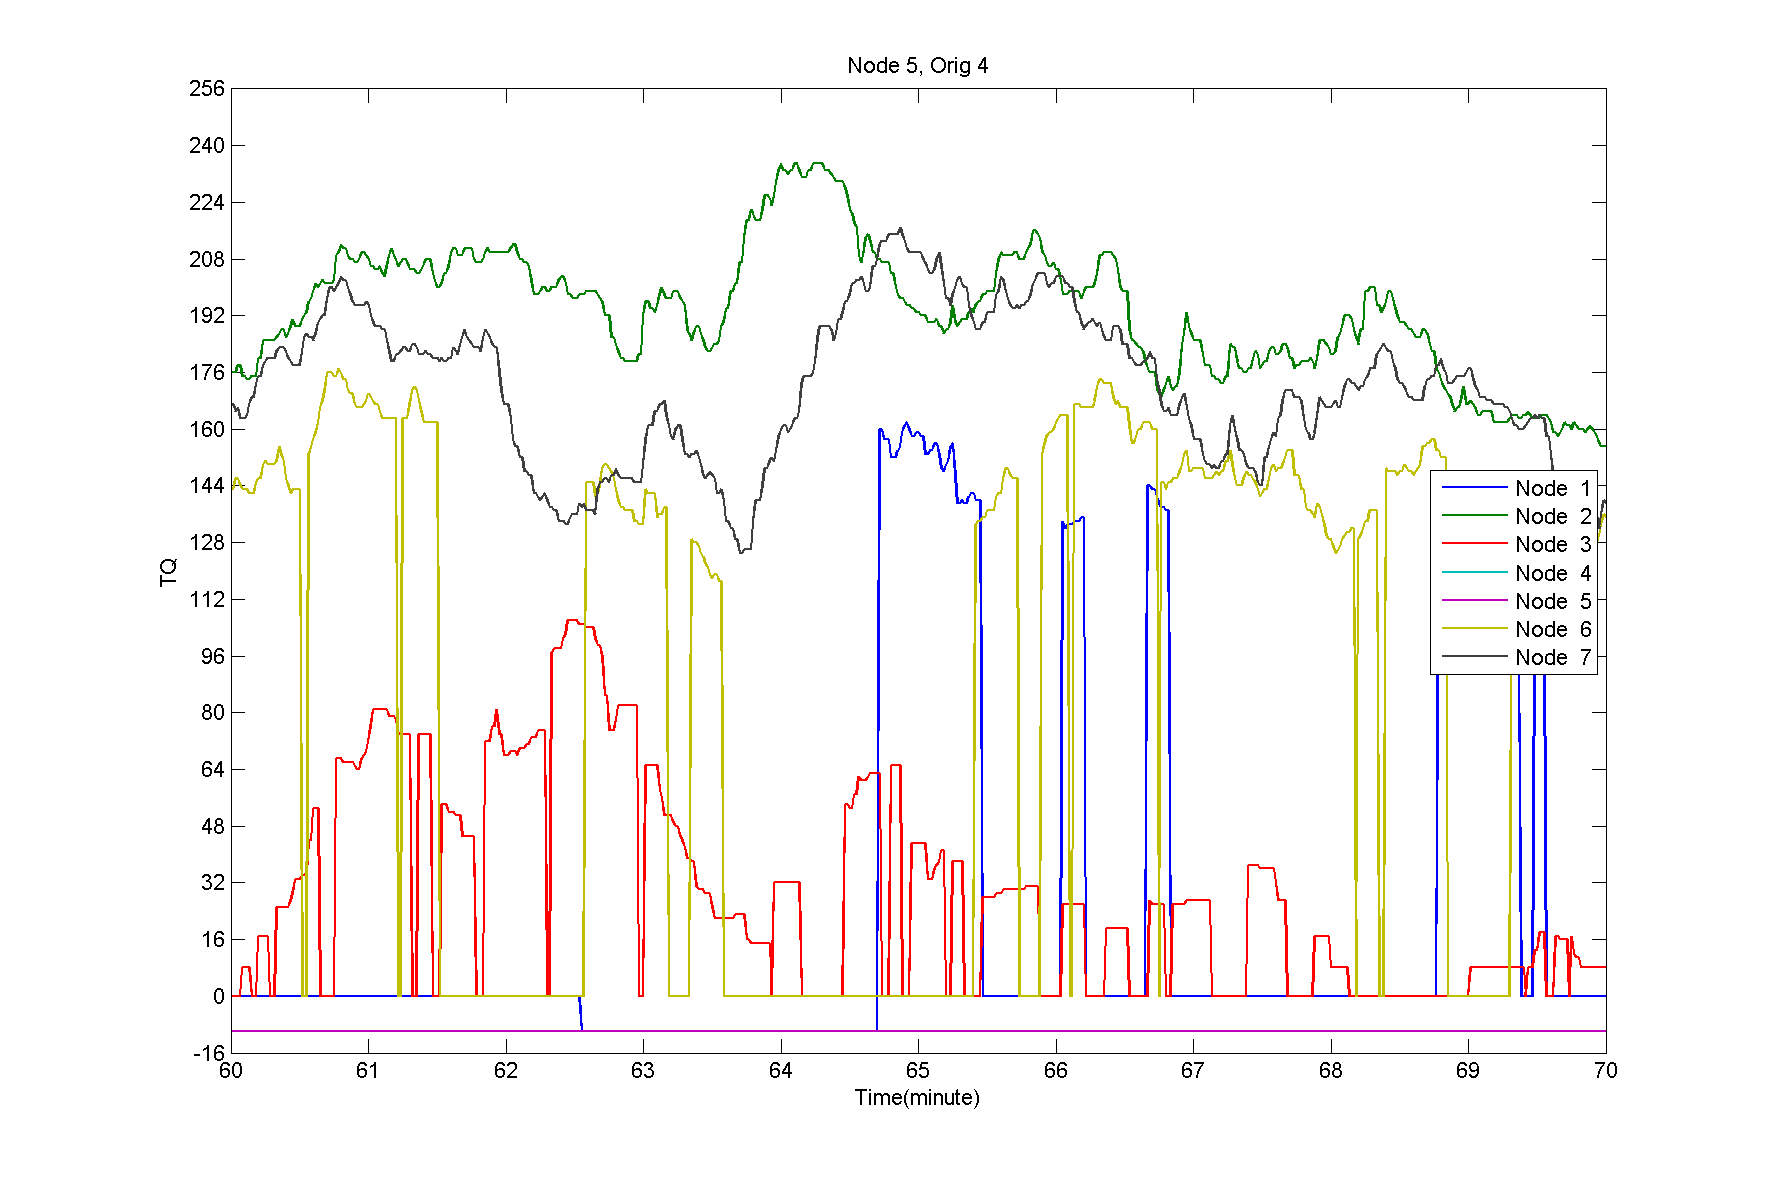 Node 5, Orig 4
256
240
224
208
192
176
160
144
128
112
96
80
64
48
32
16
0
-16
TQ
Node 1
Node 2
Node 3
Node 4
Node 5
Node 6
Node 7
60 61 62 63 64 65 66 67 68 69 70
Time(minute)